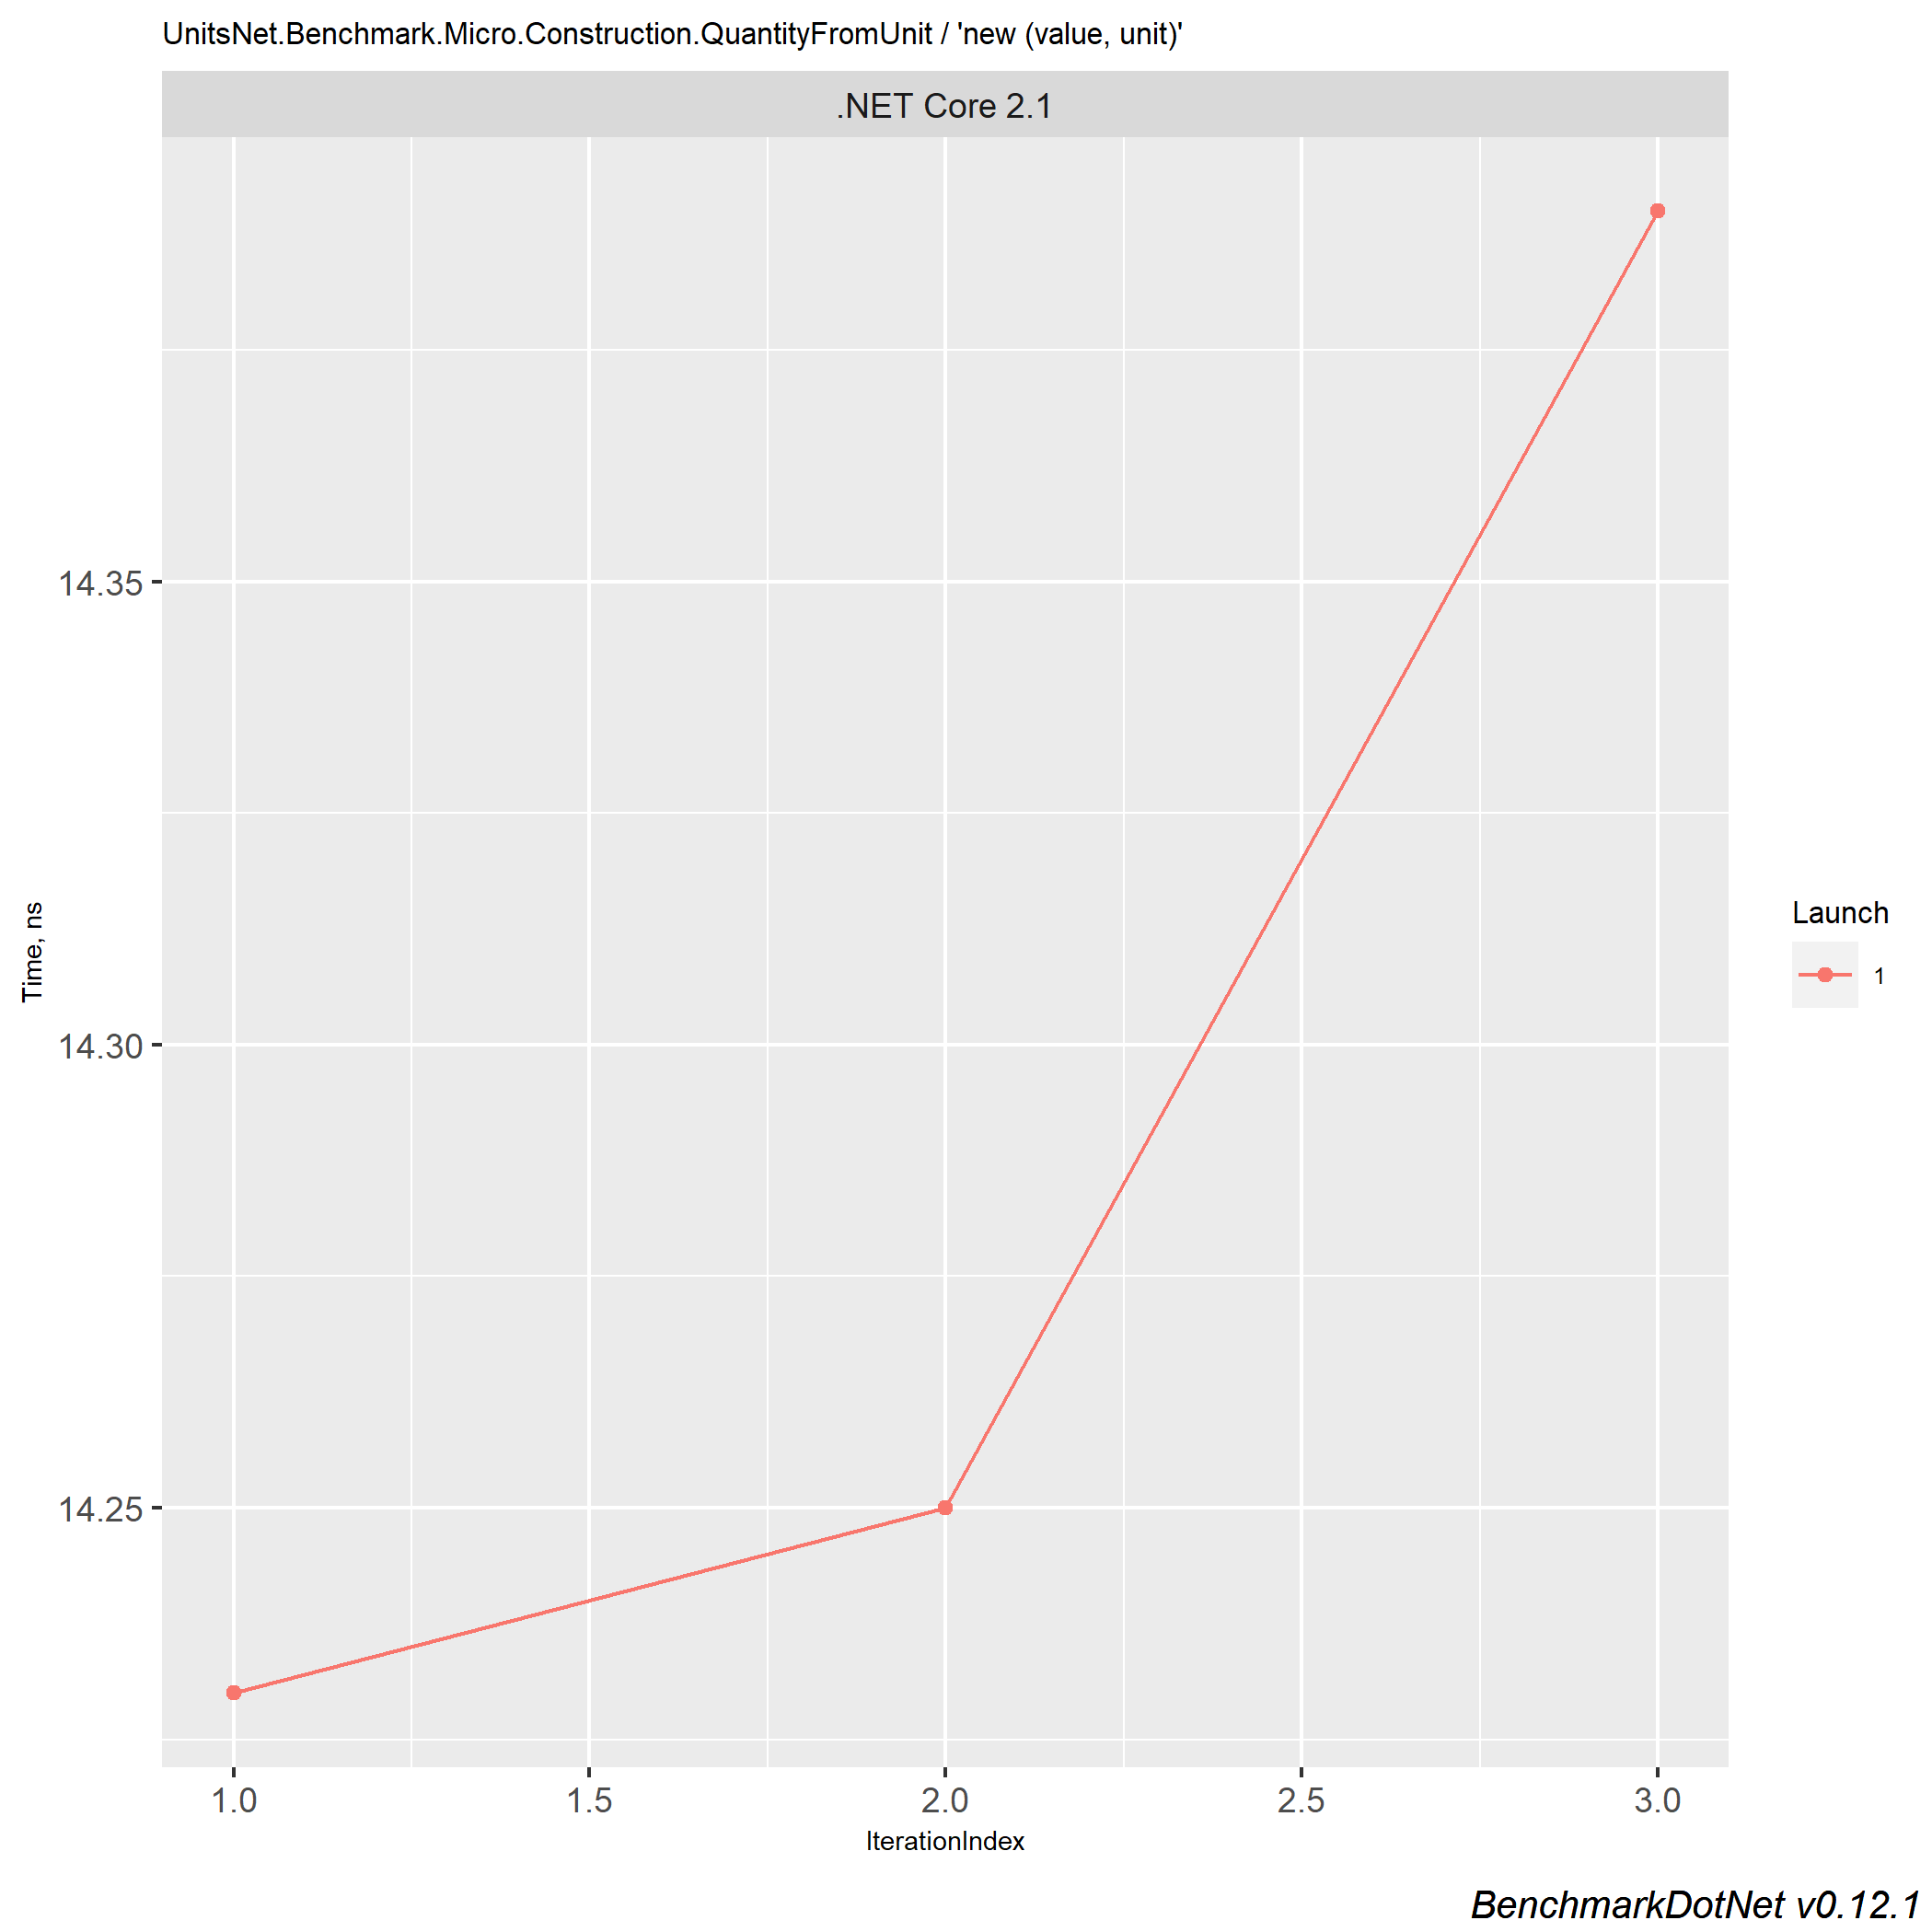 UnitsNet.Benchmark.Micro.Construction.QuantityFromUnit / 'new (value, unit)'
.NET Core 2.1
14.35
14.30
14.25
Time, ns
1.0
1.5
2.0
2.5
3.0
IterationIndex
Launch
1
BenchmarkDotNet v0.12.1